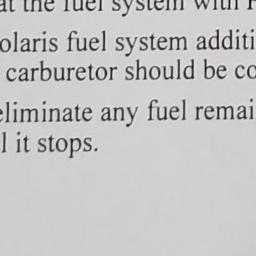 at the fuel system with
olaris fuel system additi
carburetor should be co
eliminate any fuel remai
l it stops.